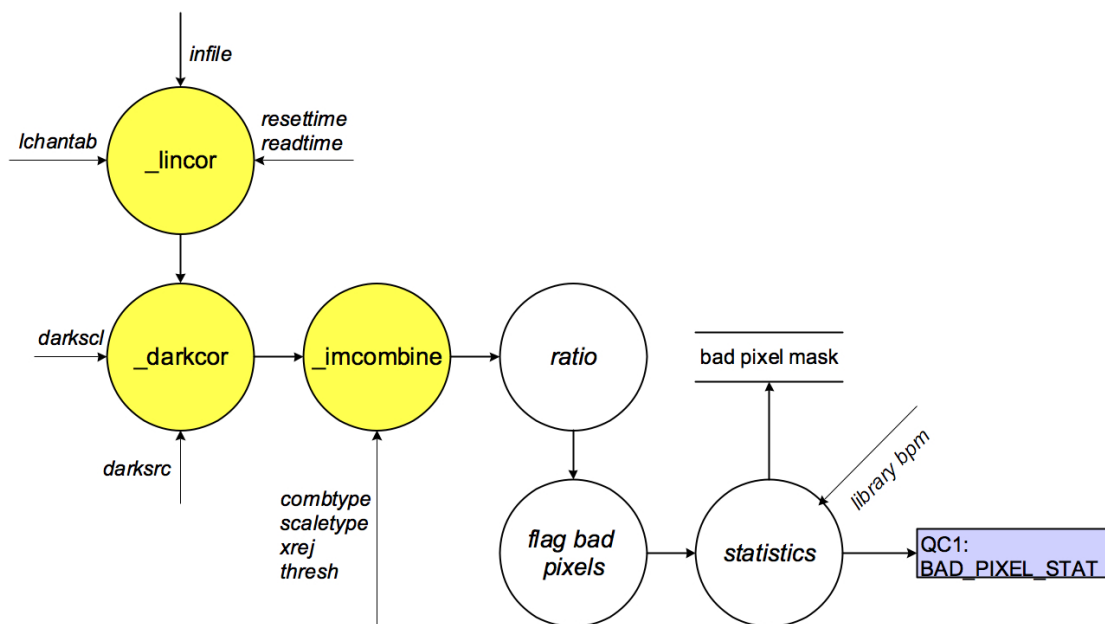 infile
lchantab
resettime
readtime
_lincor
darkscl
_darkcor
_imcombine
ratio
bad pixel mask
darksrc
combtype
scaletype
xrej
thresh
flag bad
pixels
statistics
library bpm
QC1:
BAD_PIXEL_STAT